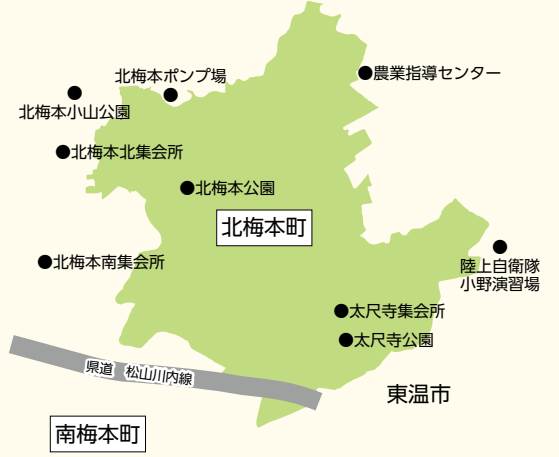 農業指導センター
北梅本ポンプ場
北梅本小山公園
北梅本北集会所
北梅本公園
北梅本町
北梅本南集会所
陸上自衛隊
小野演習場
太尺寺集会所
太尺寺公園
県道 松山川内線
東温市
南梅本町